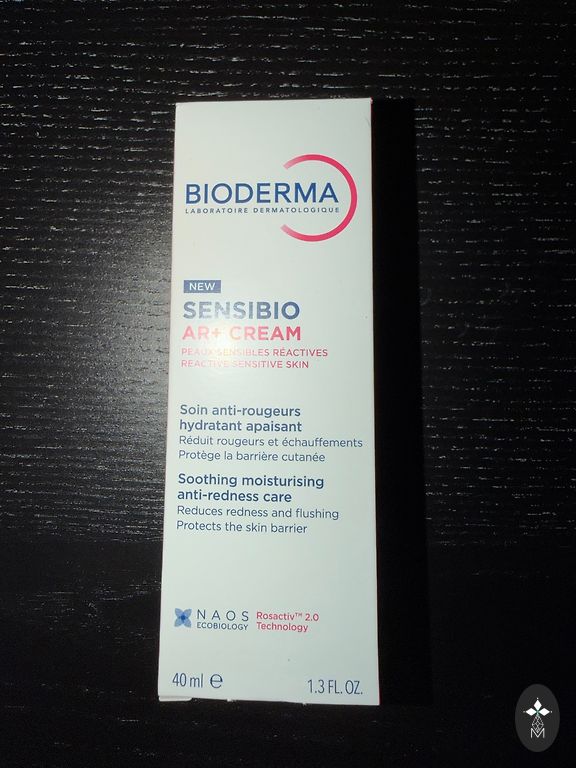 BIODERMA
LABORATOIRE DERMATOLOGIQUE
NEW
SENSIBIO
AR+ CREAM
PEAUX SENSIBLES RÉACTIVES
REACTIVE SENSITIVE SKIN
Soin anti-rougeurs
hydratant apaisant
Réduit rougeurs et échauffements
Protège la barrière cutanée
Soothing moisturising
anti-redness care
Reduces redness and flushing
Protects the skin barrier
NAOS
ECOBIOLOGY
Rosactiv™ 2.0
Technology
40 ml ℮
1.3 FL. OZ.
M